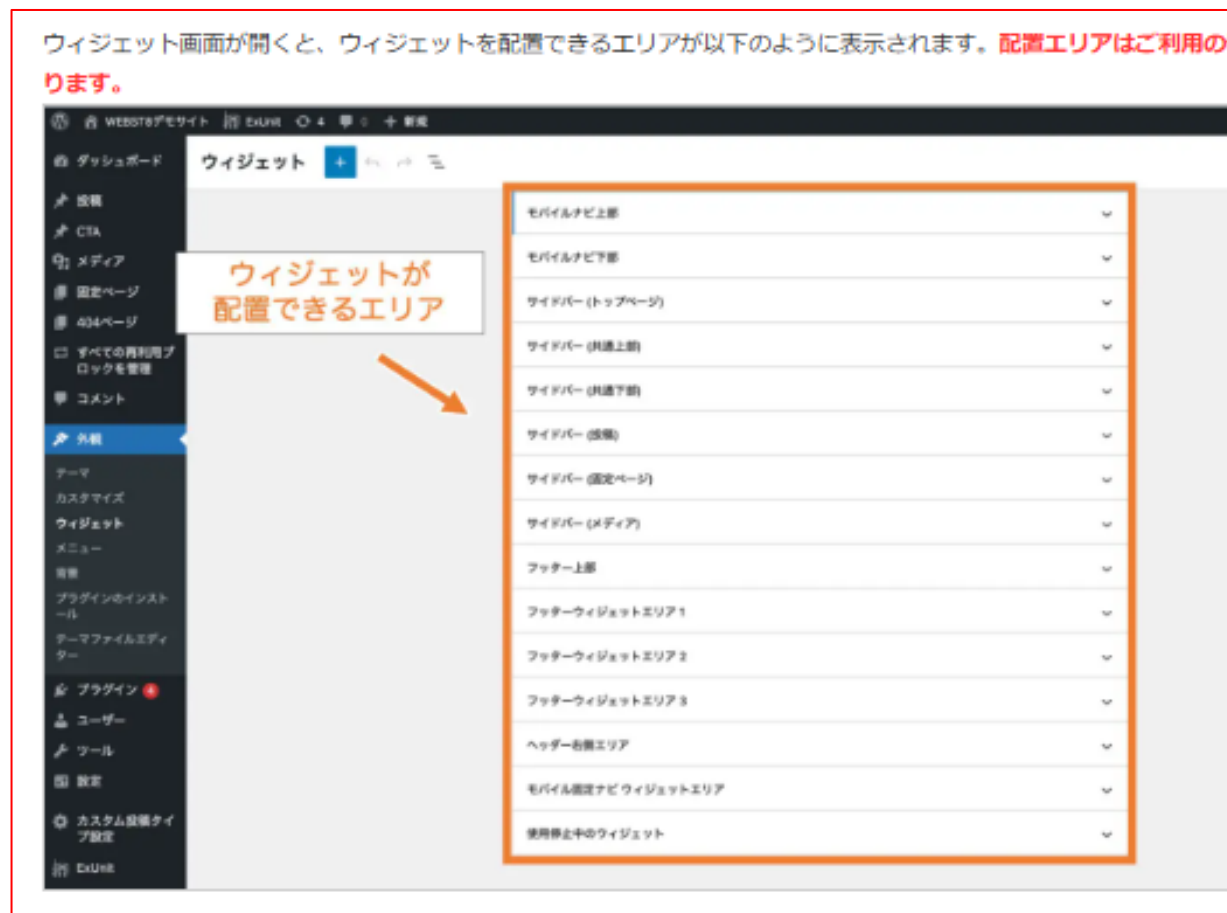 ウィジェット画面が開くと、ウィジェットを配置できるエリアが以下のように表示されます。配置エリアはご利用の
ります。
WEBST8デモサイト ExUnit 4 0 新規
ダッシュボード
投稿
CTA
メディア
固定ページ
404ページ
すべての再利用ブ
ロックを管理
コメント
外観
テーマ
カスタマイズ
ウィジェット
メニュー
背景
プラグインのインスト
ール
テーマファイルエディ
ター
プラグイン 4
ユーザー
ツール
設定
カスタム投稿タイ
プ設定
ExUnit
ウィジェット
ウィジェットが
配置できるエリア
モバイルナビ上部
モバイルナビ下部
サイドバー (トップページ)
サイドバー (共通上部)
サイドバー (共通下部)
サイドバー (投稿)
サイドバー (固定ページ)
サイドバー (メディア)
フッター上部
フッターウィジェットエリア 1
フッターウィジェットエリア 2
フッターウィジェットエリア 3
ヘッダー右側エリア
モバイル固定ナビ ウィジェットエリア
使用停止中のウィジェット